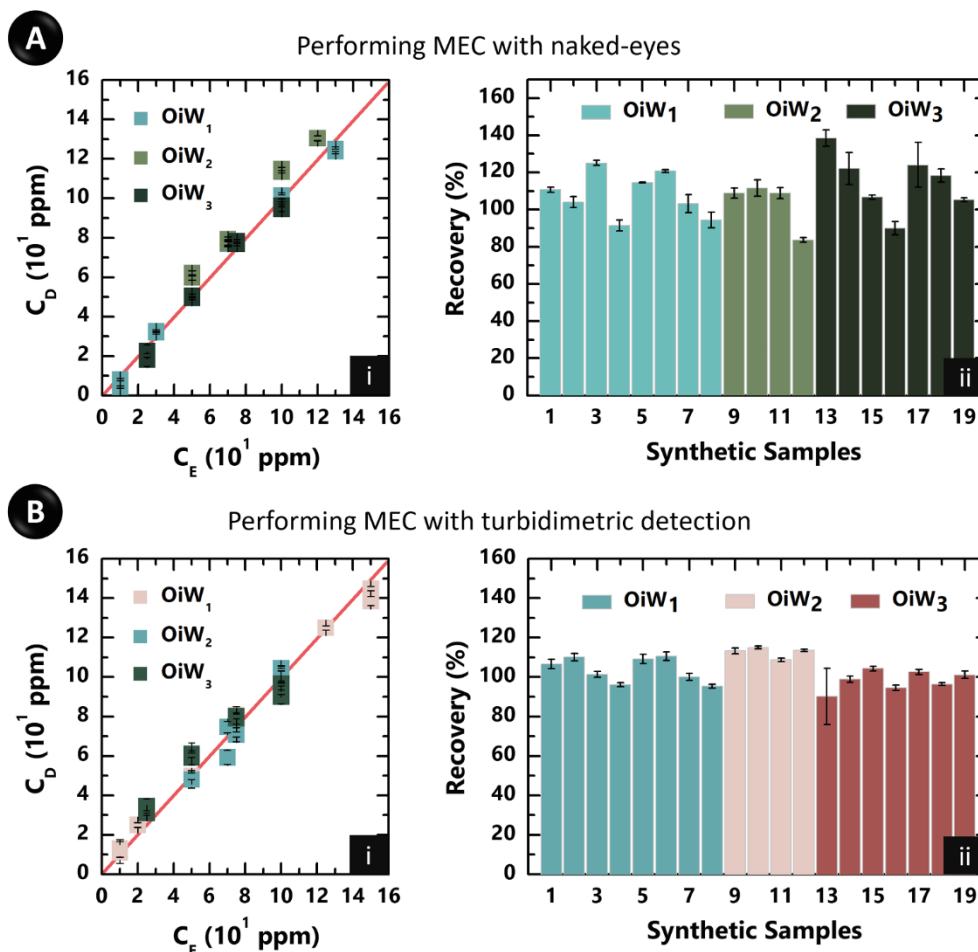 A
Performing MEC with naked-eyes
16
14
12
10
8
6
4
2
0
C_D (10^1 ppm)
OiW_1
OiW_2
OiW_3
i
0 2 4 6 8 10 12 14 16
C_E (10^1 ppm)
160
140
120
100
80
60
40
20
0
Recovery (%)
OiW_1 OiW_2 OiW_3
ii
1 3 5 7 9 11 13 15 17 19
Synthetic Samples
B
Performing MEC with turbidimetric detection
16
14
12
10
8
6
4
2
0
C_D (10^1 ppm)
OiW_1
OiW_2
OiW_3
i
0 2 4 6 8 10 12 14 16
C_E (10^1 ppm)
160
140
120
100
80
60
40
20
0
Recovery (%)
OiW_1 OiW_2 OiW_3
ii
1 3 5 7 9 11 13 15 17 19
Synthetic Samples